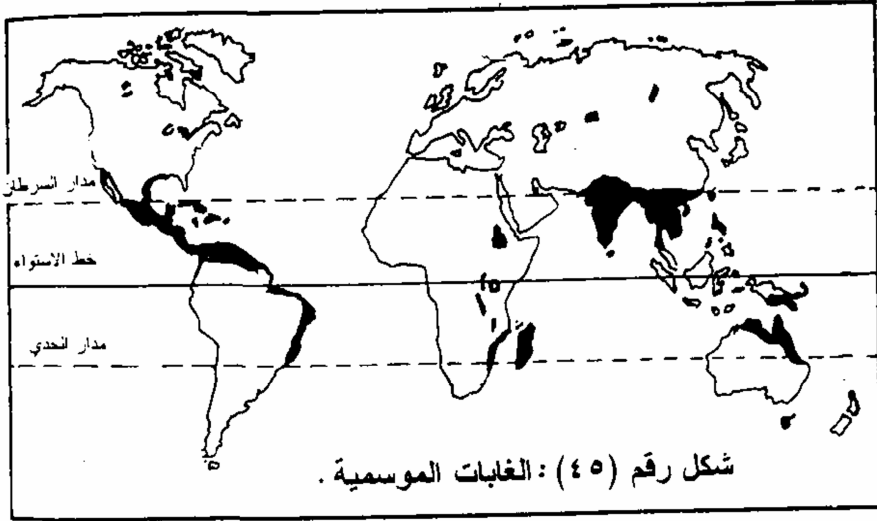 مدار السرطان
خط الاستواء
مدار الجدي
شكل رقم (٤٥) : الغابات الموسمية .